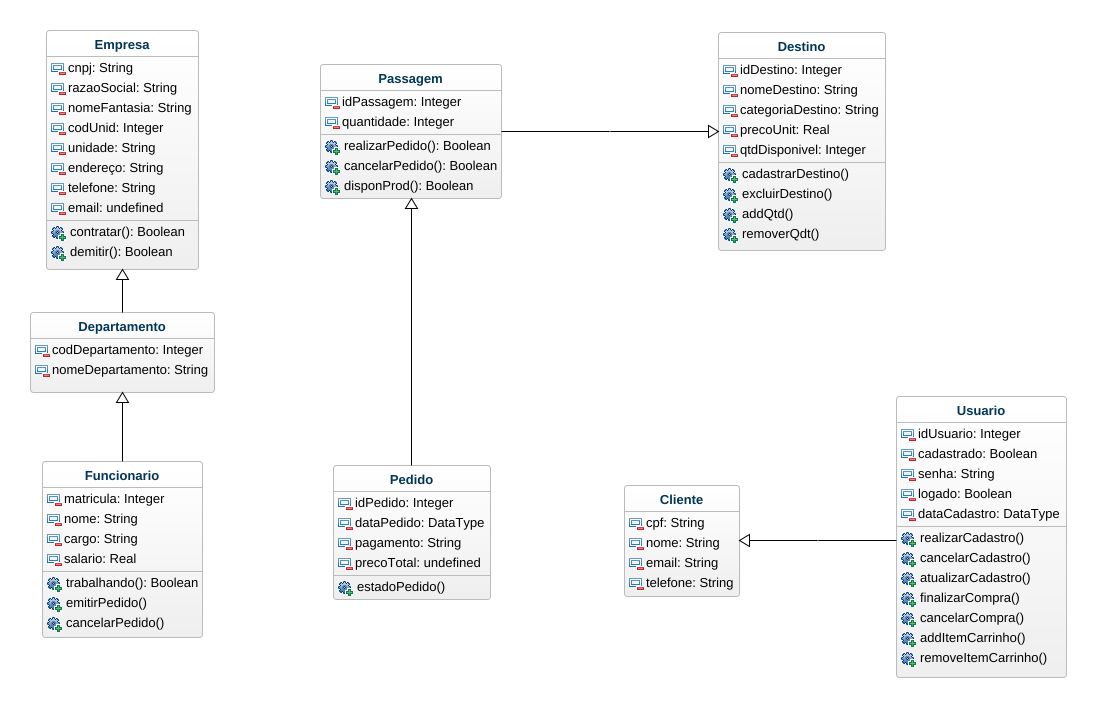 Empresa
cnpj: String
razaoSocial: String
nomeFantasia: String
codUnid: Integer
unidade: String
endereço: String
telefone: String
email: undefined
contratar(): Boolean
demitir(): Boolean
Departamento
codDepartamento: Integer
nomeDepartamento: String
Funcionario
matricula: Integer
nome: String
cargo: String
salario: Real
trabalhando(): Boolean
emitirPedido()
cancelarPedido()
Passagem
idPassagem: Integer
quantidade: Integer
realizarPedido(): Boolean
cancelarPedido(): Boolean
disponProd(): Boolean
Pedido
idPedido: Integer
dataPedido: DataType
pagamento: String
precoTotal: undefined
estadoPedido()
Destino
idDestino: Integer
nomeDestino: String
categoriaDestino: String
precoUnit: Real
qtdDisponivel: Integer
cadastrarDestino()
excluirDestino()
addQtd()
removerQdt()
Cliente
cpf: String
nome: String
email: String
telefone: String
Usuario
idUsuario: Integer
cadastrado: Boolean
senha: String
logado: Boolean
dataCadastro: DataType
realizarCadastro()
cancelarCadastro()
atualizarCadastro()
finalizarCompra()
cancelarCompra()
addItemCarrinho()
removeItemCarrinho()